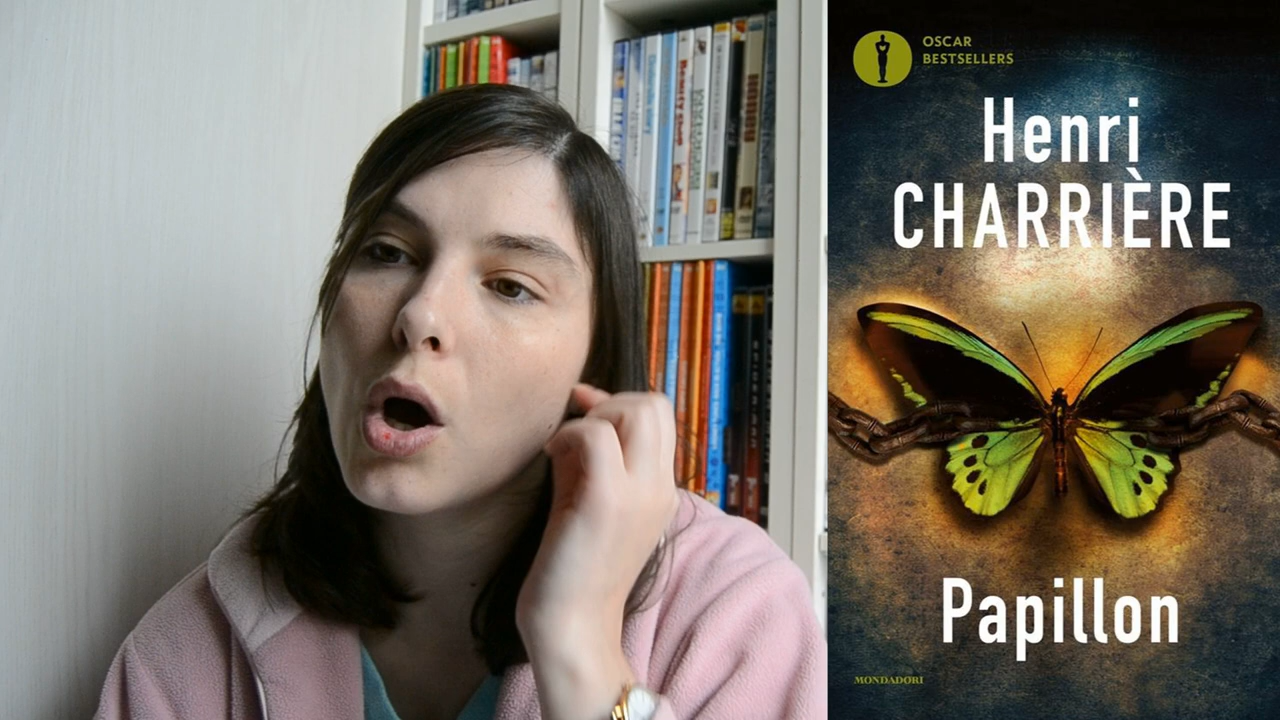 OSCAR
BESTSELLERS
Henri
CHARRIÈRE
Papillon
MONDADORI